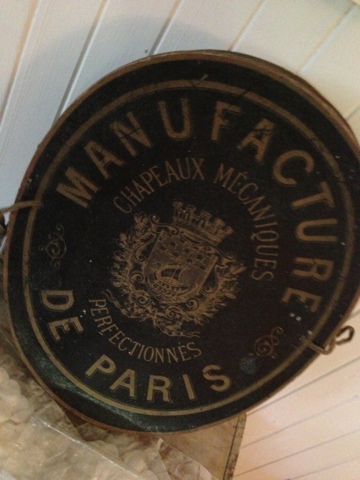 MANUFACTURE
CHAPEAUX MÉCANIQUES
PERFECTIONNÉS
DE PARIS